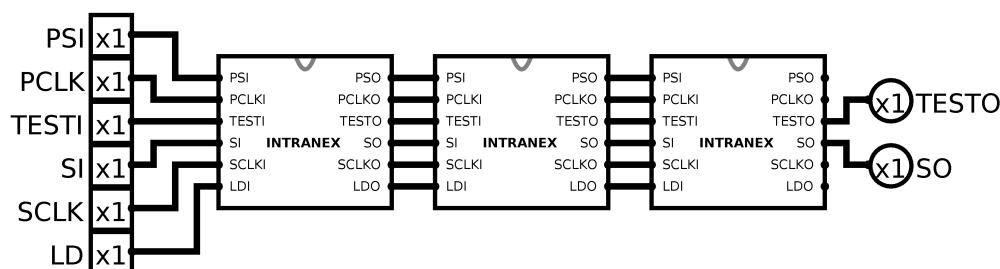 PSI x1
PCLK x1
TESTI x1
SI x1
SCLK x1
LD x1
PSI PSO
PCLKI PCLKO
TESTI TESTO
SI INTRANEX SO
SCLKI SCLKO
LDI LDO
PSI PSO
PCLKI PCLKO
TESTI TESTO
SI INTRANEX SO
SCLKI SCLKO
LDI LDO
PSI PSO
PCLKI PCLKO
TESTI TESTO
SI INTRANEX SO
SCLKI SCLKO
LDI LDO
x1 TESTO
x1 SO